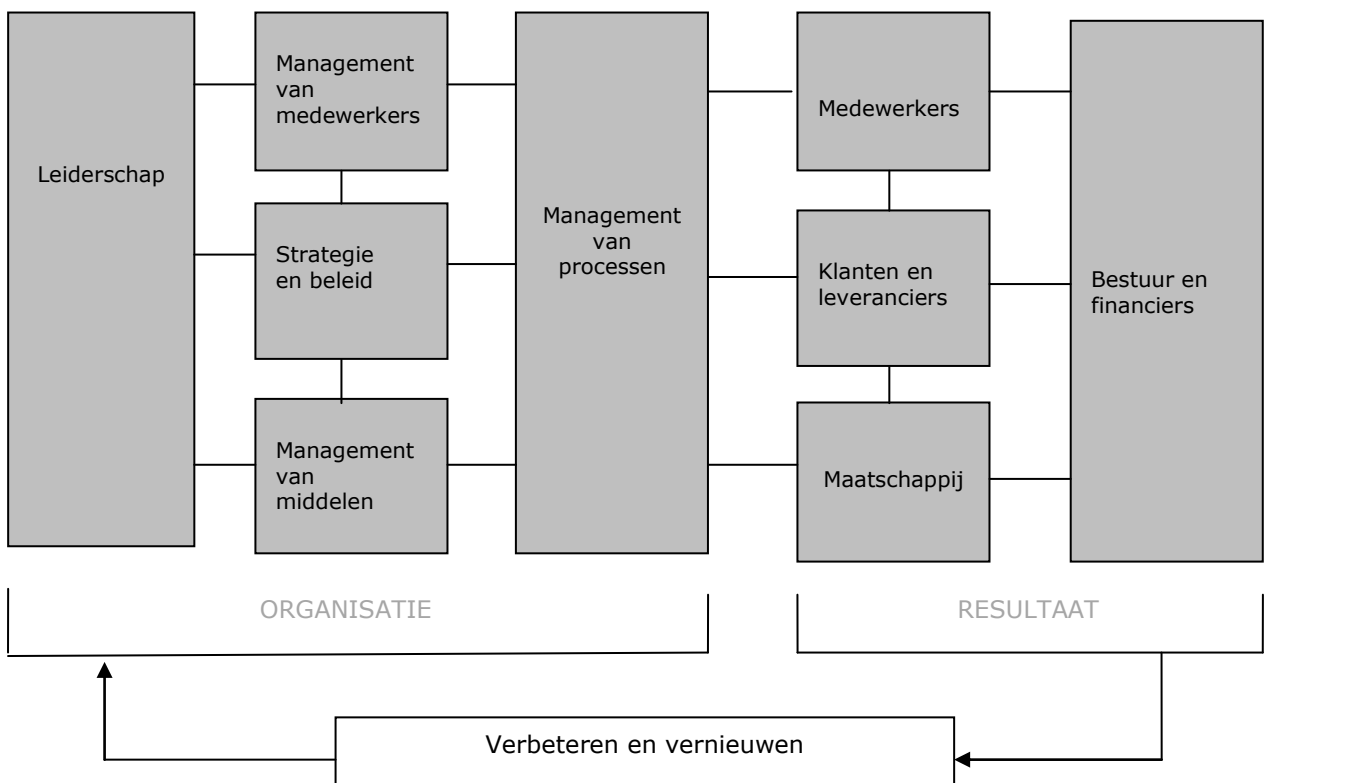 Leiderschap
Management
van
medewerkers
Strategie
en beleid
Management
van
middelen
Management
van
processen
Medewerkers
Klanten en
leveranciers
Maatschappij
Bestuur en
financiers
ORGANISATIE
RESULTAAT
Verbeteren en vernieuwen